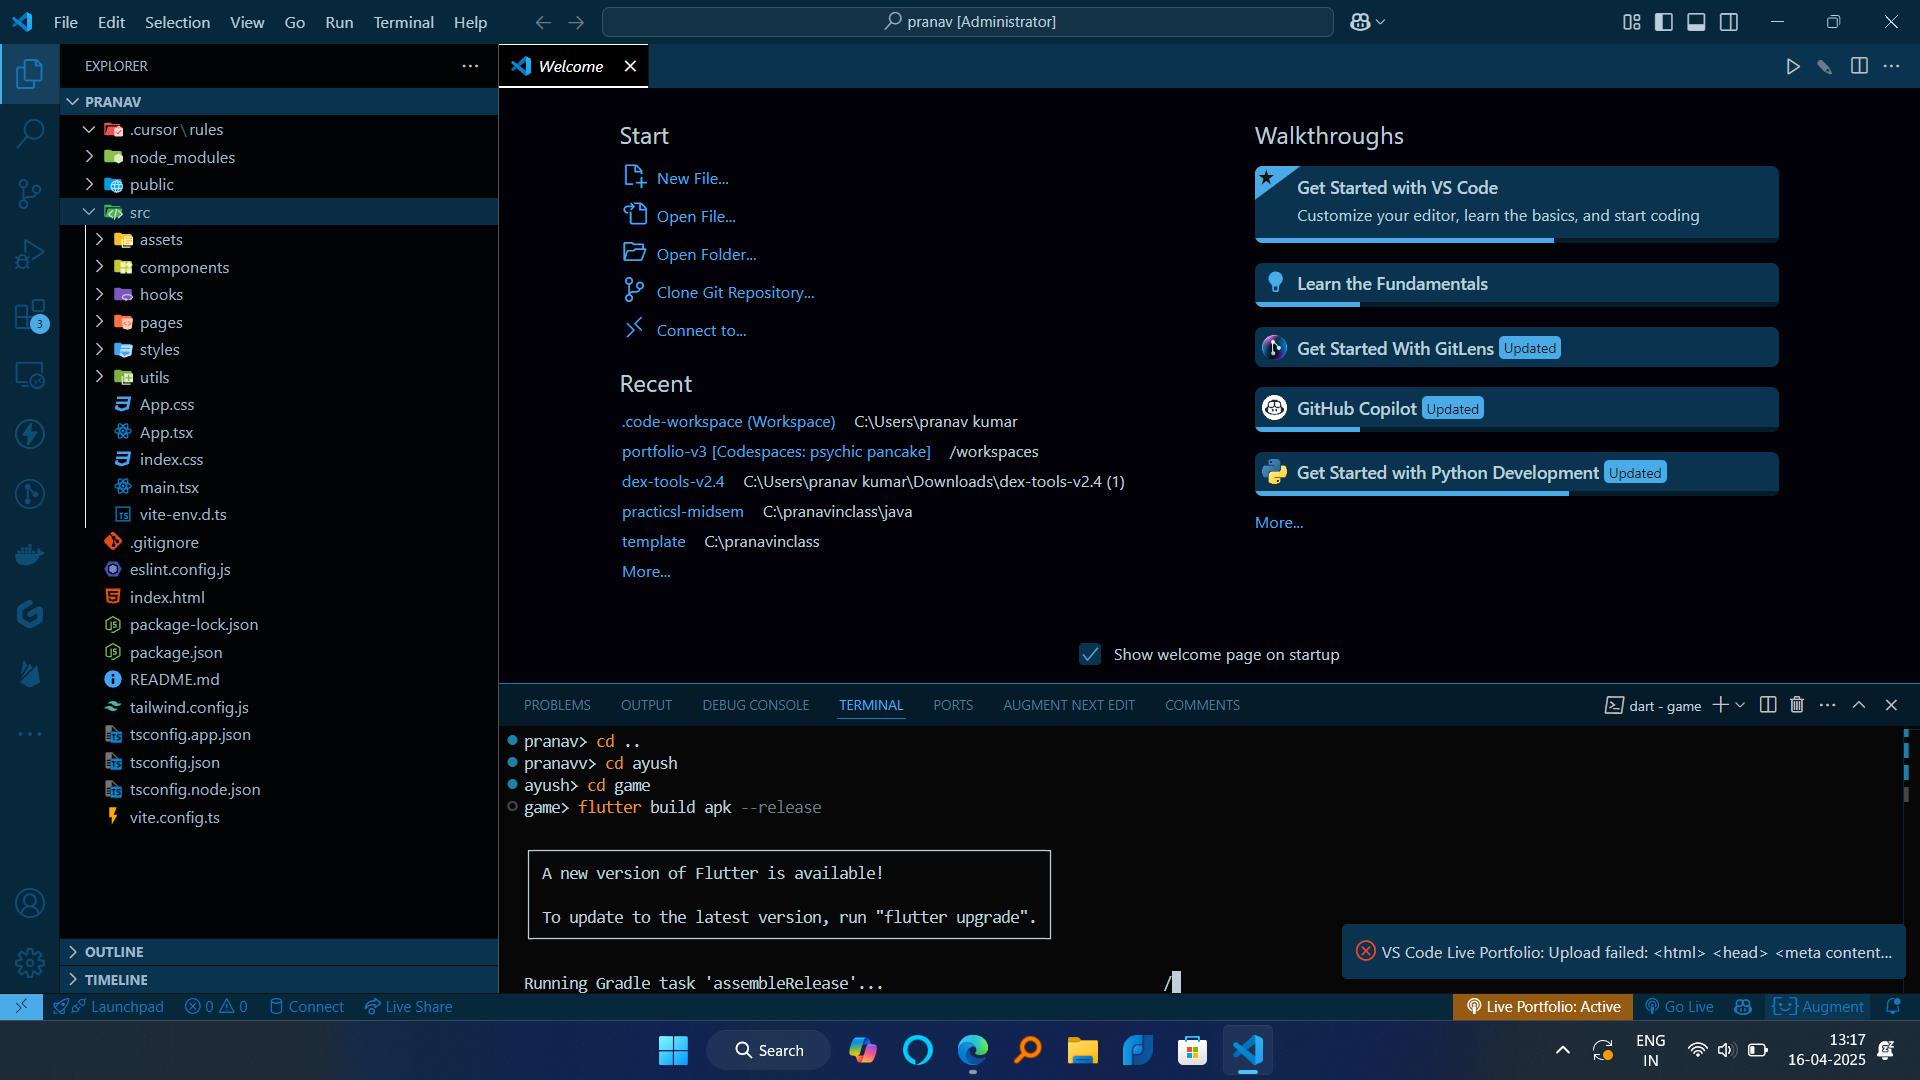 File Edit Selection View Go Run Terminal Help
pranav [Administrator]
EXPLORER
PRANAV
.cursor\rules
node_modules
public
src
assets
components
hooks
pages
styles
utils
App.css
App.tsx
index.css
main.tsx
vite-env.d.ts
.gitignore
eslint.config.js
index.html
package-lock.json
package.json
README.md
tailwind.config.js
tsconfig.app.json
tsconfig.json
tsconfig.node.json
vite.config.ts
OUTLINE
TIMELINE
3
Welcome
Start
New File...
Open File...
Open Folder...
Clone Git Repository...
Connect to...
Recent
.code-workspace (Workspace) C:\Users\pranav kumar
portfolio-v3 [Codespaces: psychic pancake] /workspaces
dex-tools-v2.4 C:\Users\pranav kumar\Downloads\dex-tools-v2.4 (1)
practicsl-midsem C:\pranavinclass\java
template C:\pranavinclass
More...
Walkthroughs
Get Started with VS Code
Customize your editor, learn the basics, and start coding
Learn the Fundamentals
Get Started With GitLens Updated
GitHub Copilot Updated
Get Started with Python Development Updated
More...
Show welcome page on startup
PROBLEMS OUTPUT DEBUG CONSOLE TERMINAL PORTS AUGMENT NEXT EDIT COMMENTS
dart - game
pranav> cd ..
pranavv> cd ayush
ayush> cd game
game> flutter build apk --release
A new version of Flutter is available!
To update to the latest version, run "flutter upgrade".
Running Gradle task 'assembleRelease'... /
VS Code Live Portfolio: Upload failed: <html> <head> <meta content...
Launchpad 0 0 Connect Live Share
Live Portfolio: Active Go Live Augment
Search
ENG
IN
13:17
16-04-2025